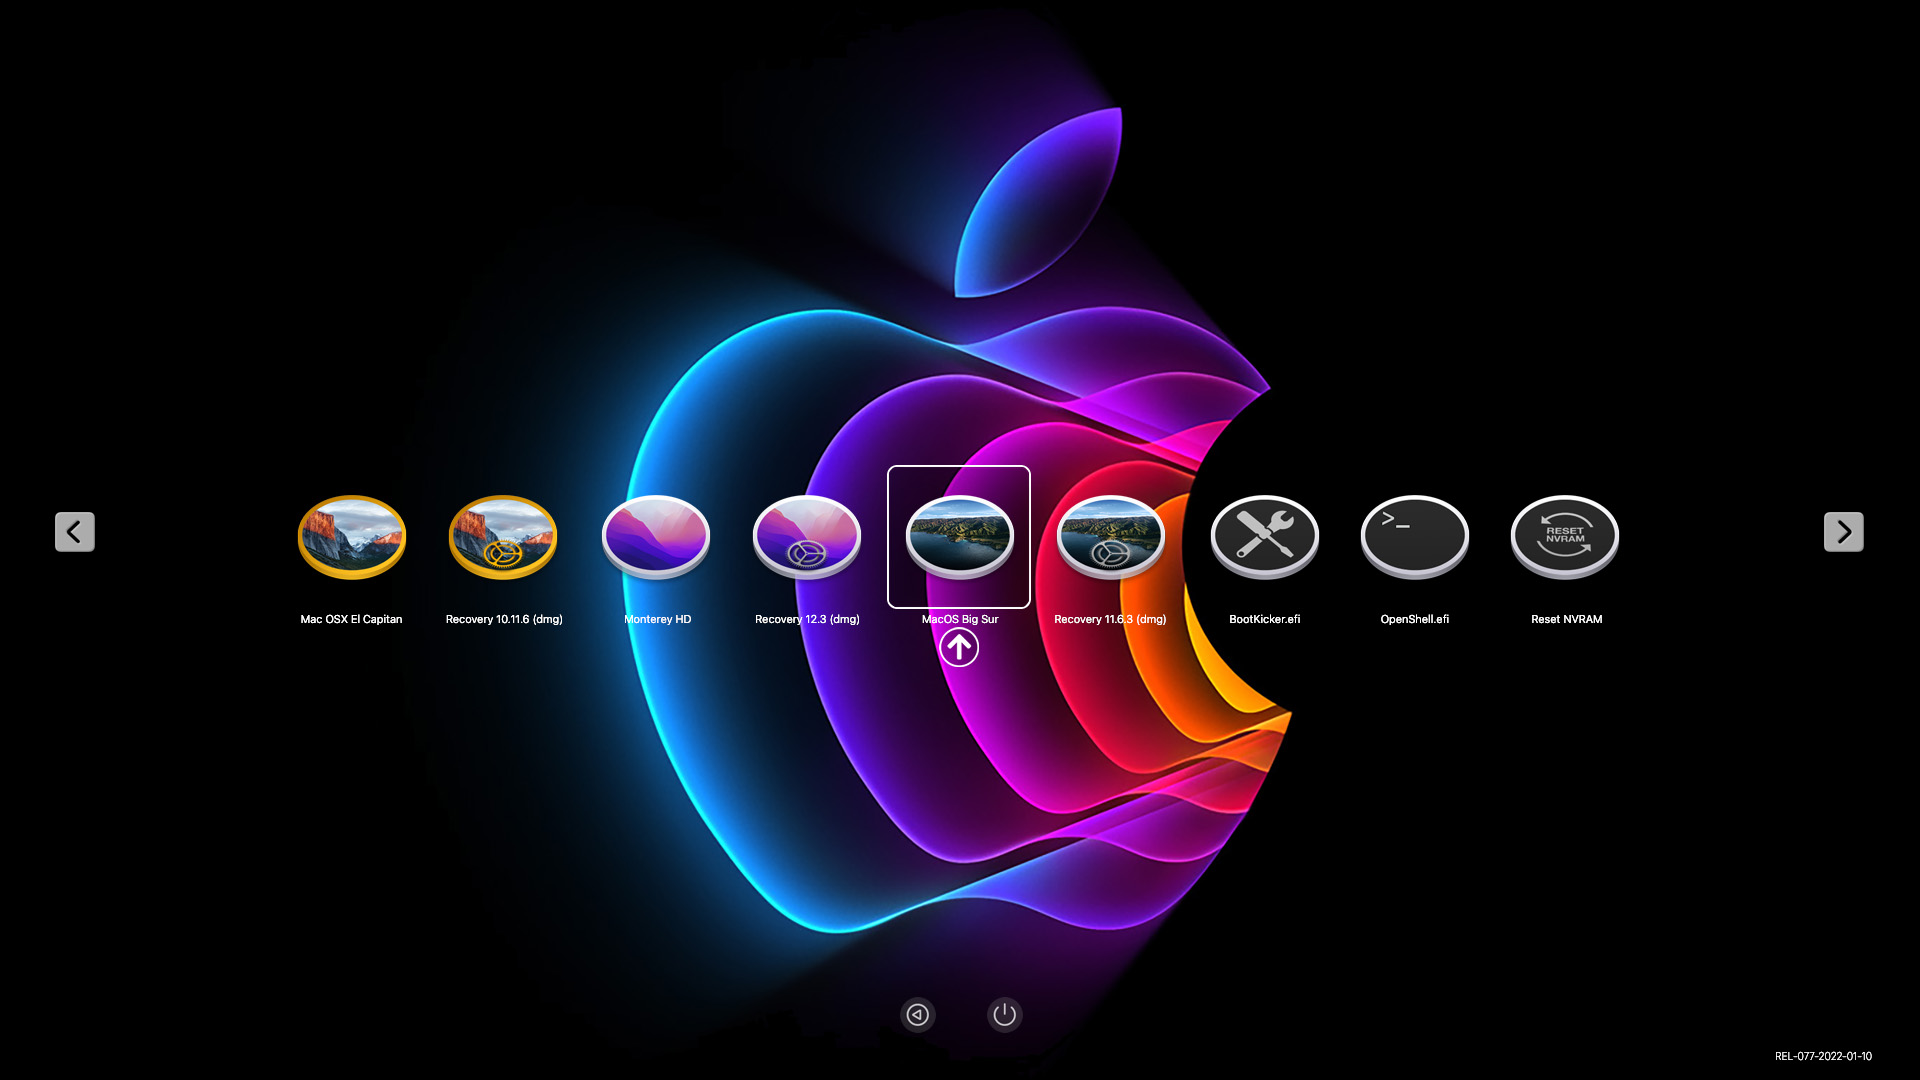 Mac OSX El Capitan
Recovery 10.11.6 (dmg)
Monterey HD
Recovery 12.3 (dmg)
MacOS Big Sur
Recovery 11.6.3 (dmg)
>_
RESET
NVRAM
BootKicker.efi
OpenShell.efi
Reset NVRAM
REL-077-2022-01-10